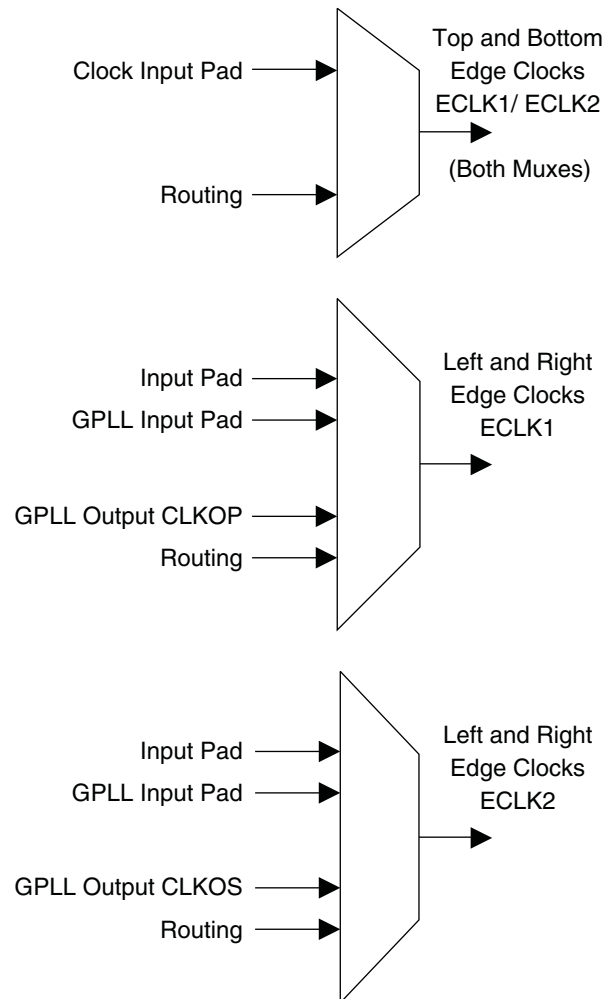 Clock Input Pad
Routing
Top and Bottom
Edge Clocks
ECLK1/ ECLK2
(Both Muxes)
Input Pad
GPLL Input Pad
GPLL Output CLKOP
Routing
Left and Right
Edge Clocks
ECLK1
Input Pad
GPLL Input Pad
GPLL Output CLKOS
Routing
Left and Right
Edge Clocks
ECLK2